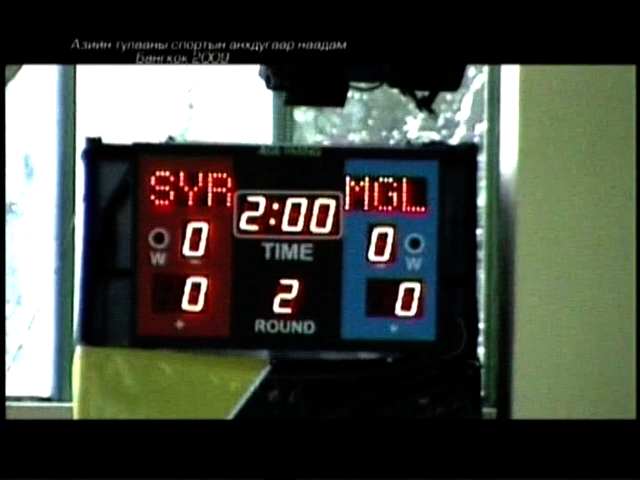 Азийн тулааны спортын анхдугаар наадам
Бангкок 2009
SYR 2:00 MGL
0 TIME 0
W W
0 2 0
ROUND